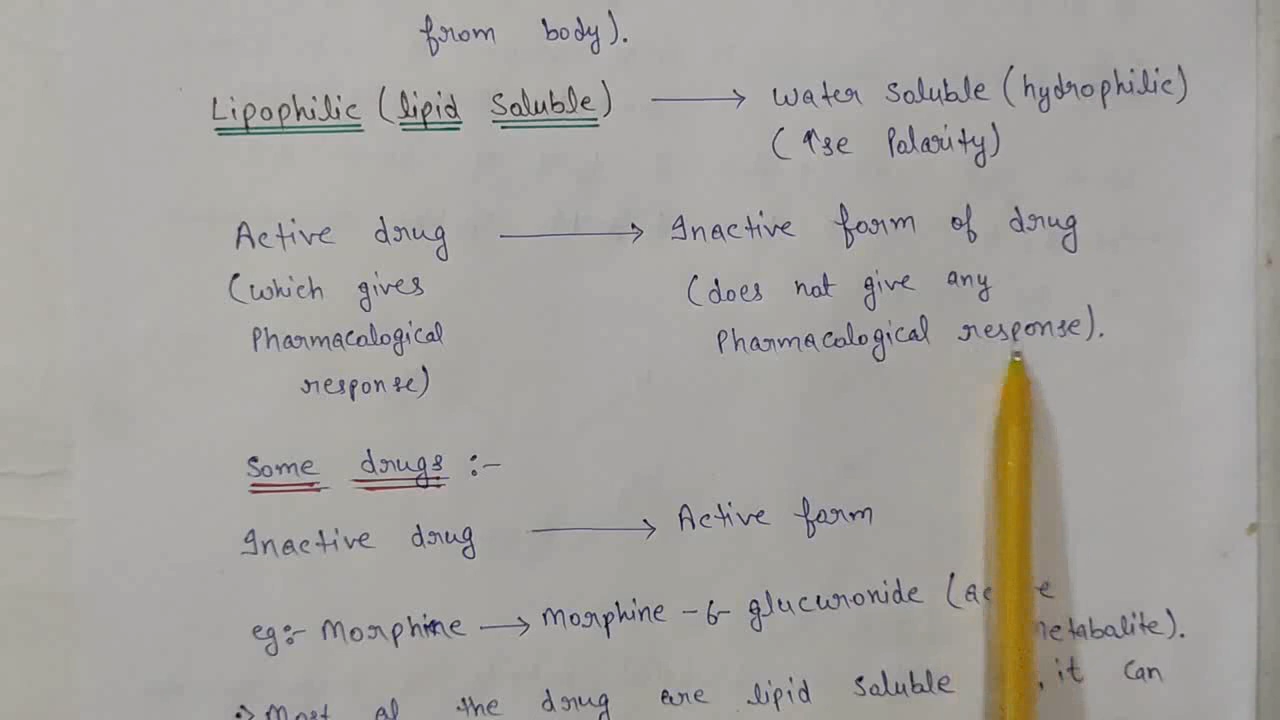 from body).
Lipophilic (lipid soluble) → water soluble (hydrophilic)
(↑se Polarity)
Active drug → Inactive form of drug
(which gives (does not give any
Pharmacological Pharmacological response).
response)
Some drugs :-
Inactive drug → Active form
eg:- Morphine → Morphine -6- glucuronide (
metabolite).
Most of the drug are lipid soluble , it can